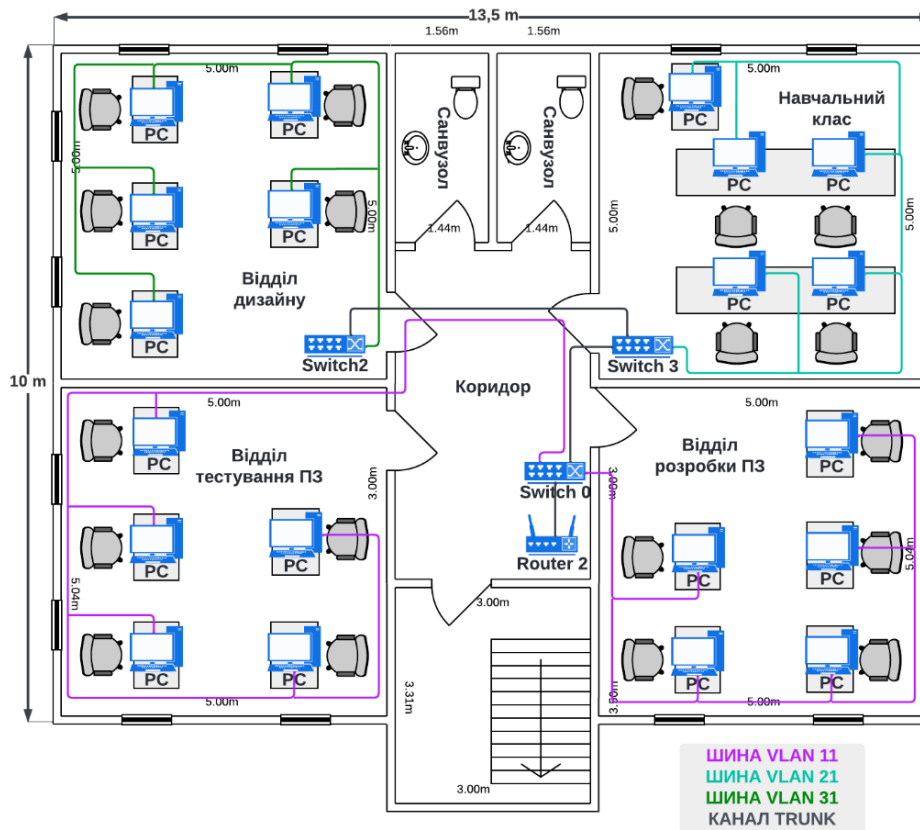 13,5 m
1.56m
1.56m
5.00m
5.00m
Навчальний
клас
PC
PC
PC
Санвузол
Санвузол
5.00m
PC
PC
5.00m
1.44m
1.44m
5.00m
5.00m
PC
PC
Відділ
дизайну
PC
PC
PC
Switch2
Switch 3
10 m
Коридор
5.00m
5.00m
PC
Відділ
тестування ПЗ
3.00m
Відділ
розробки ПЗ
PC
3.00m
Switch 0
PC
PC
Router 2
PC
PC
5.04m
5.04m
3.00m
PC
PC
PC
PC
5.00m
3.31m
5.00m
3.00m
ШИНА VLAN 11
ШИНА VLAN 21
ШИНА VLAN 31
КАНАЛ TRUNK